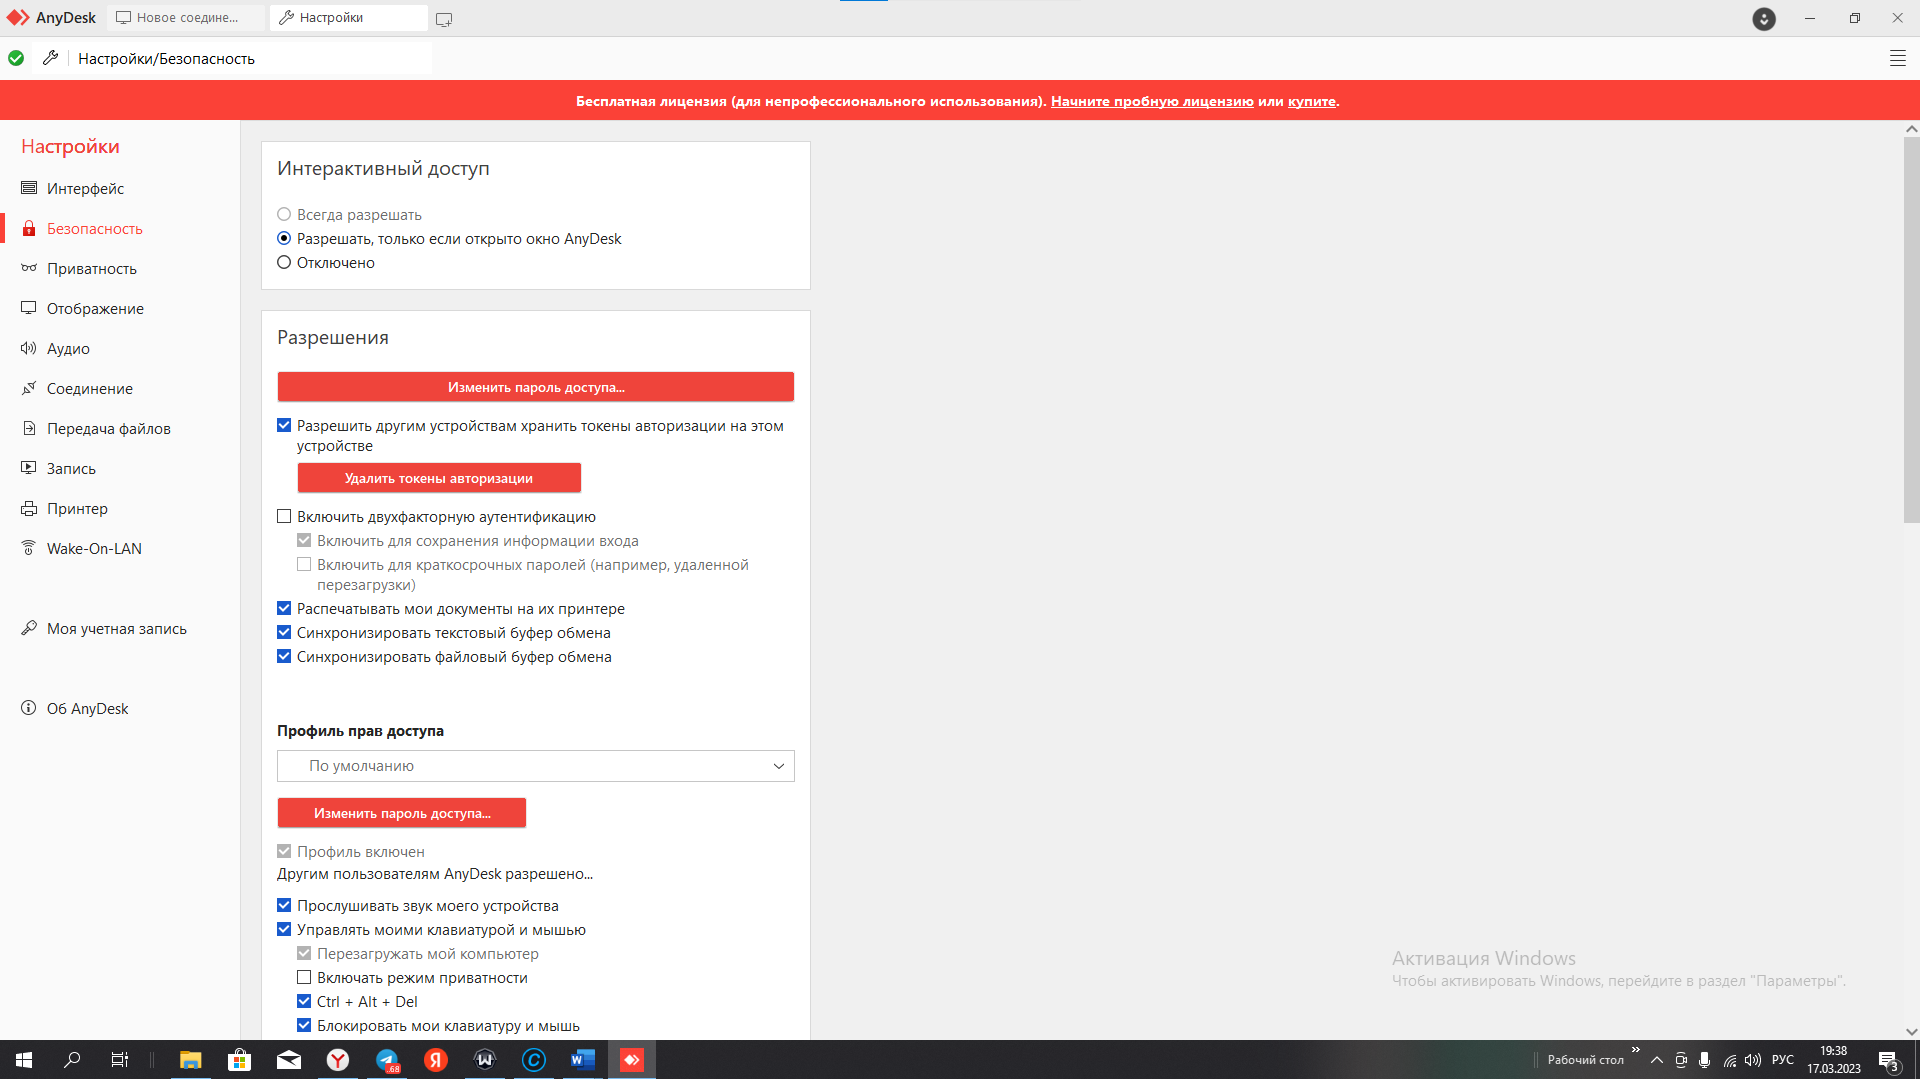 AnyDesk
Новое соедине...
Настройки
Настройки/Безопасность
Бесплатная лицензия (для непрофессионального использования). Начните пробную лицензию или купите.
Настройки
Интерфейс
Безопасность
Приватность
Отображение
Аудио
Соединение
Передача файлов
Запись
Принтер
Wake-On-LAN
Моя учетная запись
Об AnyDesk
Интерактивный доступ
Всегда разрешать
Разрешать, только если открыто окно AnyDesk
Отключено
Разрешения
Изменить пароль доступа...
Разрешить другим устройствам хранить токены авторизации на этом
устройстве
Удалить токены авторизации
Включить двухфакторную аутентификацию
Включить для сохранения информации входа
Включить для краткосрочных паролей (например, удаленной
перезагрузки)
Распечатывать мои документы на их принтере
Синхронизировать текстовый буфер обмена
Синхронизировать файловый буфер обмена
Профиль прав доступа
По умолчанию
Изменить пароль доступа...
Профиль включен
Другим пользователям AnyDesk разрешено...
Прослушивать звук моего устройства
Управлять моими клавиатурой и мышью
Перезагружать мой компьютер
Включать режим приватности
Ctrl + Alt + Del
Блокировать мои клавиатуру и мышь
Активация Windows
Чтобы активировать Windows, перейдите в раздел "Параметры".
.68
Рабочий стол
РУС
19:38
17.03.2023
3